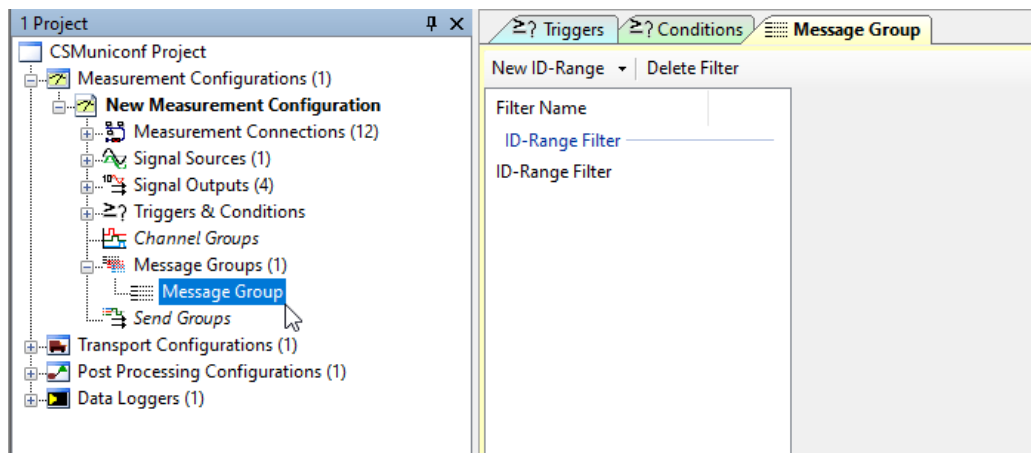 1 Project
CSMuniconf Project
Measurement Configurations (1)
New Measurement Configuration
Measurement Connections (12)
Signal Sources (1)
Signal Outputs (4)
≥? Triggers & Conditions
Channel Groups
Message Groups (1)
Message Group
Send Groups
Transport Configurations (1)
Post Processing Configurations (1)
Data Loggers (1)
≥? Triggers ≥? Conditions Message Group
New ID-Range Delete Filter
Filter Name
ID-Range Filter
ID-Range Filter